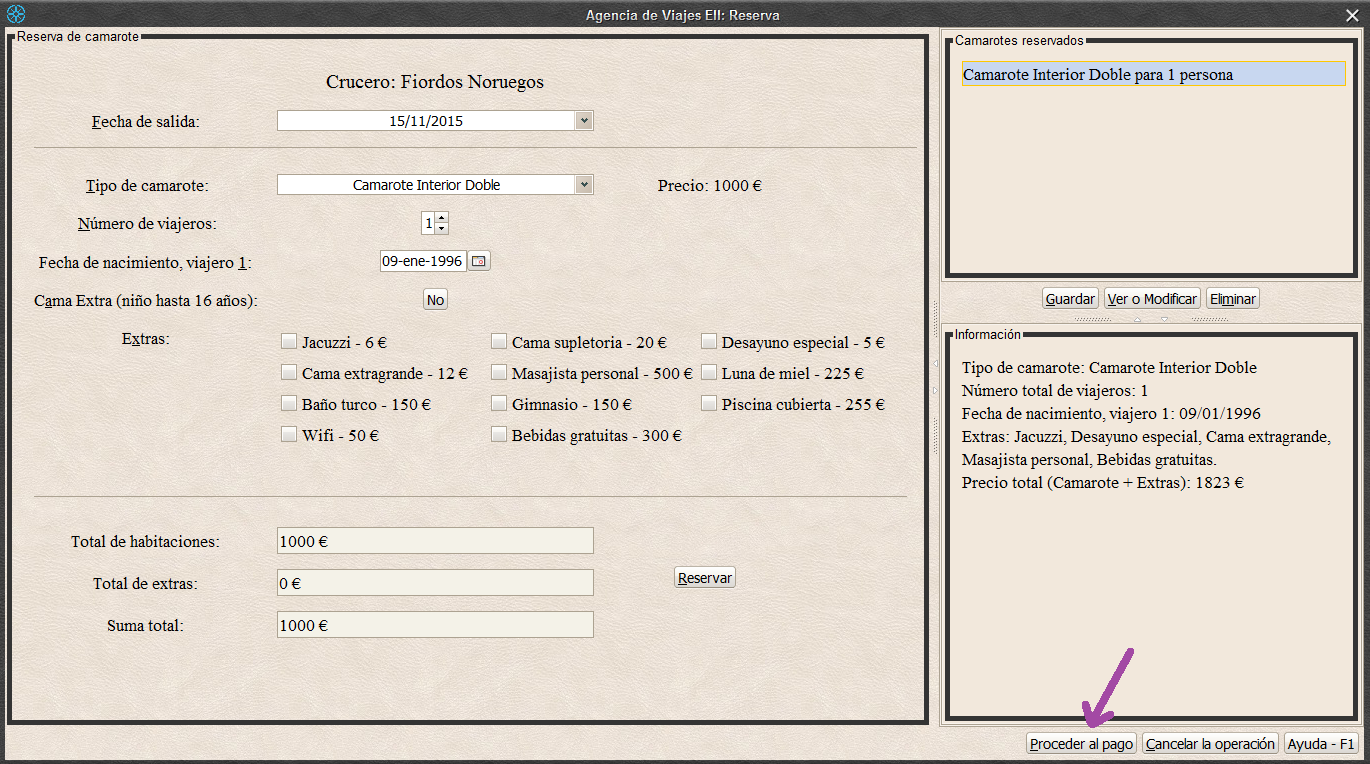 Agencia de Viajes EII: Reserva
Reserva de camarote
Crucero: Fiordos Noruegos
Fecha de salida:
15/11/2015
Tipo de camarote:
Camarote Interior Doble
Precio: 1000 €
Número de viajeros:
1
Fecha de nacimiento, viajero 1:
09-ene-1996
Cama Extra (niño hasta 16 años):
No
Extras:
Jacuzzi - 6 €
Cama supletoria - 20 €
Desayuno especial - 5 €
Cama extragrande - 12 €
Masajista personal - 500 €
Luna de miel - 225 €
Baño turco - 150 €
Gimnasio - 150 €
Piscina cubierta - 255 €
Wifi - 50 €
Bebidas gratuitas - 300 €
Total de habitaciones:
1000 €
Total de extras:
0 €
Suma total:
1000 €
Reservar
Camarotes reservados
Camarote Interior Doble para 1 persona
Guardar
Ver o Modificar
Eliminar
Información
Tipo de camarote: Camarote Interior Doble
Número total de viajeros: 1
Fecha de nacimiento, viajero 1: 09/01/1996
Extras: Jacuzzi, Desayuno especial, Cama extragrande,
Masajista personal, Bebidas gratuitas.
Precio total (Camarote + Extras): 1823 €
Proceder al pago
Cancelar la operación
Ayuda - F1